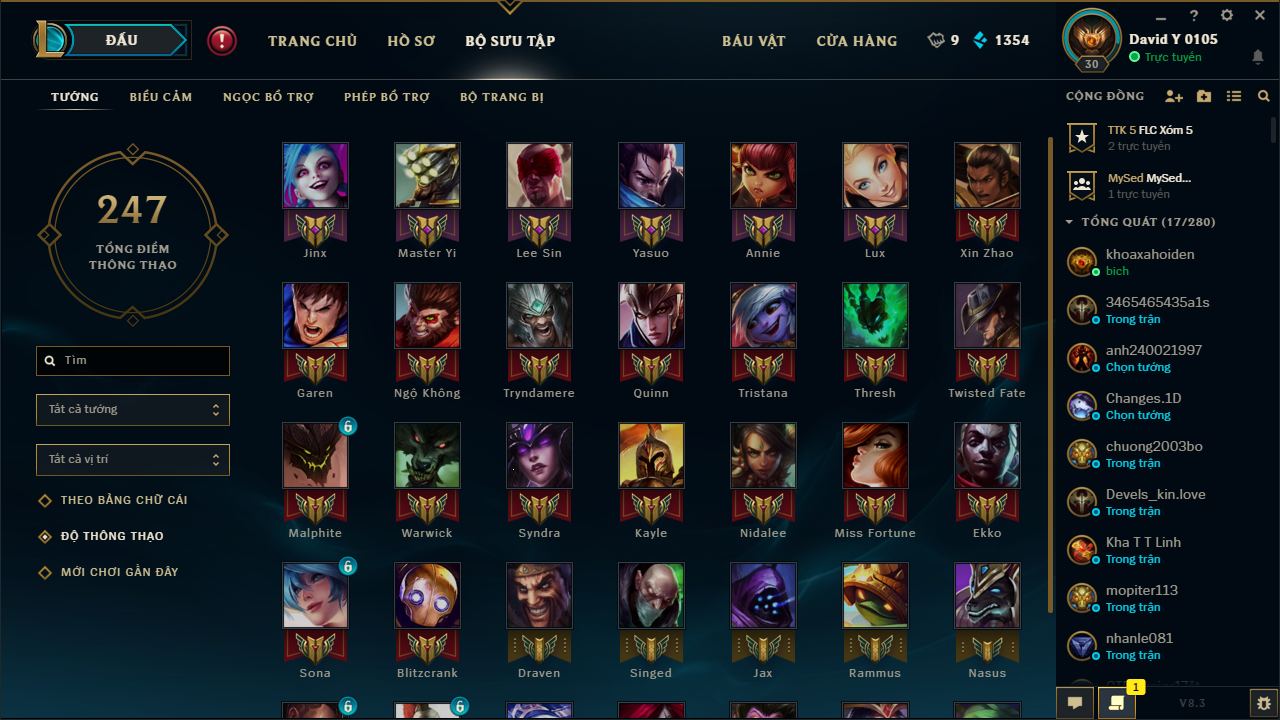 ĐẤU
TRANG CHỦ
HỒ SƠ
BỘ SƯU TẬP
BÁU VẬT
CỬA HÀNG
9
1354
30
David Y 0105
Trực tuyến
TƯỚNG
BIỂU CẢM
NGỌC BỔ TRỢ
PHÉP BỔ TRỢ
BỘ TRANG BỊ
247
TỔNG ĐIỂM
THÔNG THẠO
Tìm
Tất cả tướng
Tất cả vị trí
THEO BẢNG CHỮ CÁI
ĐỘ THÔNG THẠO
MỚI CHƠI GẦN ĐÂY
Jinx
Master Yi
Lee Sin
Yasuo
Annie
Lux
Xin Zhao
Garen
Ngộ Không
Tryndamere
Quinn
Tristana
Thresh
Twisted Fate
6
Malphite
Warwick
Syndra
Kayle
Nidalee
Miss Fortune
Ekko
6
Sona
Blitzcrank
Draven
Singed
Jax
Rammus
Nasus
6
6
CỘNG ĐỒNG
TTK 5 FLC Xóm 5
2 trực tuyến
MySed MySed...
1 trực tuyến
TỔNG QUÁT (17/280)
khoaxahoiden
bich
3465465435a1s
Trong trận
anh240021997
Chọn tướng
Changes.1D
Chọn tướng
chuong2003bo
Trong trận
Devels_kin.love
Trong trận
Kha T T Linh
Trong trận
mopiter113
Trong trận
nhanle081
Trong trận
1
V8.3